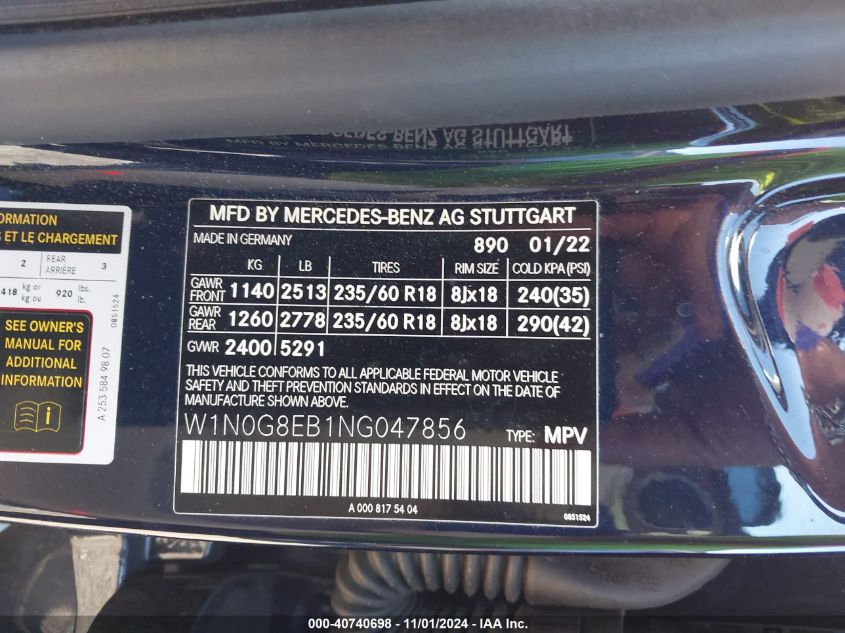 MFD BY MERCEDES-BENZ AG STUTTGART
MADE IN GERMANY 890 01/22
KG LB TIRES RIM SIZE COLD KPA(PSI)
GAWR FRONT 1140 2513 235/60 R18 8Jx18 240(35)
GAWR REAR 1260 2778 235/60 R18 8Jx18 290(42)
GVWR 2400 5291
THIS VEHICLE CONFORMS TO ALL APPLICABLE FEDERAL MOTOR VEHICLE
SAFETY AND THEFT PREVENTION STANDARDS IN EFFECT ON THE DATE OF
MANUFACTURE SHOWN ABOVE.
W1N0G8EB1NG047856 TYPE: MPV
A 000 817 54 04
0851524
ORMATION
S ET LE CHARGEMENT
2 REAR ARRIÈRE 3
418 kg or kg ou 920 lbs. lb.
0851524
SEE OWNER'S
MANUAL FOR
ADDITIONAL
INFORMATION
A 253 584 98 07
000-40740698 - 11/01/2024 - IAA Inc.